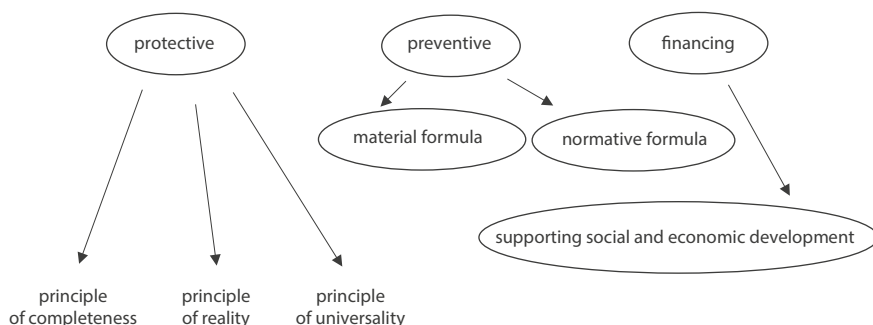 protective
preventive
financing
material formula
normative formula
supporting social and economic development
principle
of completeness
principle
of reality
principle
of universality